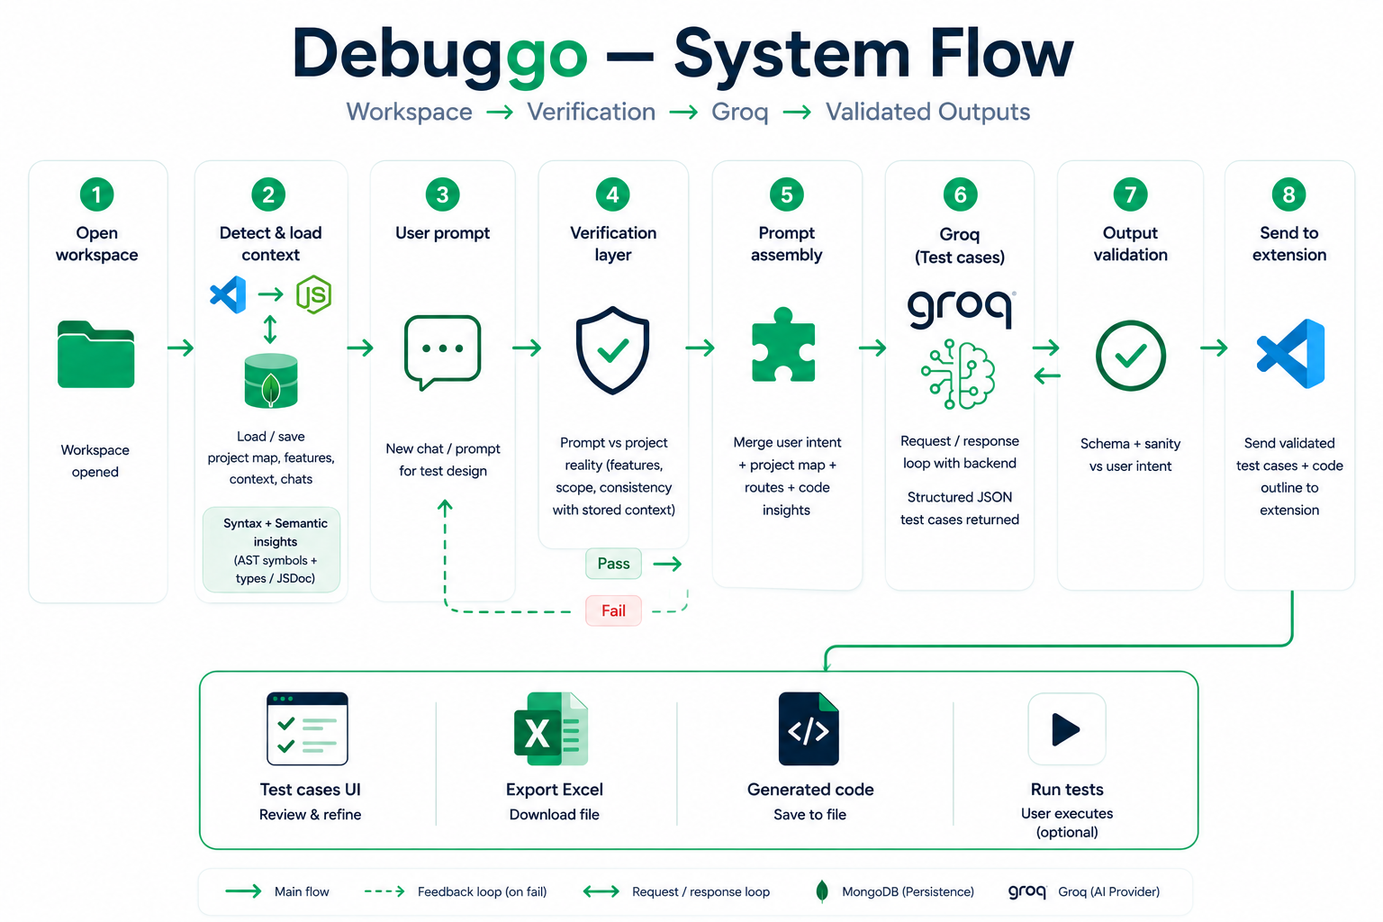 Debuggo — System Flow
Workspace → Verification → Groq → Validated Outputs
1
Open
workspace
Workspace
opened
2
Detect & load
context
JS
Load / save
project map, features,
context, chats
Syntax + Semantic
insights
(AST symbols +
types / JSDoc)
3
User prompt
New chat / prompt
for test design
4
Verification
layer
Prompt vs project
reality (features,
scope, consistency
with stored context)
Pass
Fail
5
Prompt
assembly
Merge user intent
+ project map +
routes + code
insights
6
Groq
(Test cases)
groq
Request / response
loop with backend
Structured JSON
test cases returned
7
Output
validation
Schema + sanity
vs user intent
8
Send to
extension
Send validated
test cases + code
outline to
extension
Test cases UI
Review & refine
X
Export Excel
Download file
</>
Generated code
Save to file
Run tests
User executes
(optional)
Main flow
Feedback loop (on fail)
Request / response loop
MongoDB (Persistence)
groq
Groq (AI Provider)